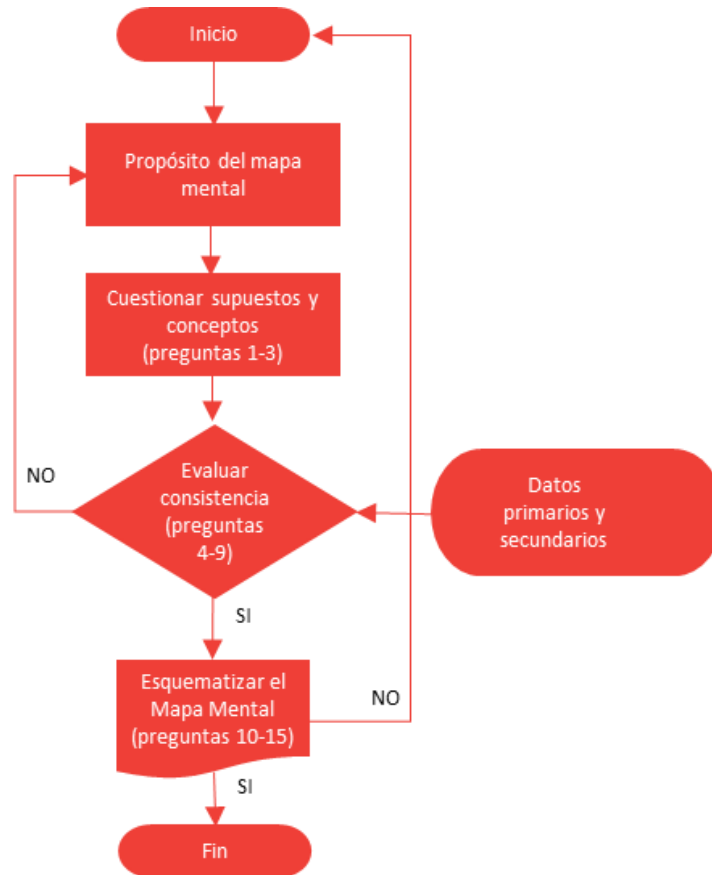 Inicio
Propósito del mapa
mental
Cuestionar supuestos y
conceptos
(preguntas 1-3)
NO
Evaluar
consistencia
(preguntas
4-9)
Datos
primarios y
secundarios
SI
Esquematizar el
Mapa Mental
(preguntas 10-15)
NO
SI
Fin